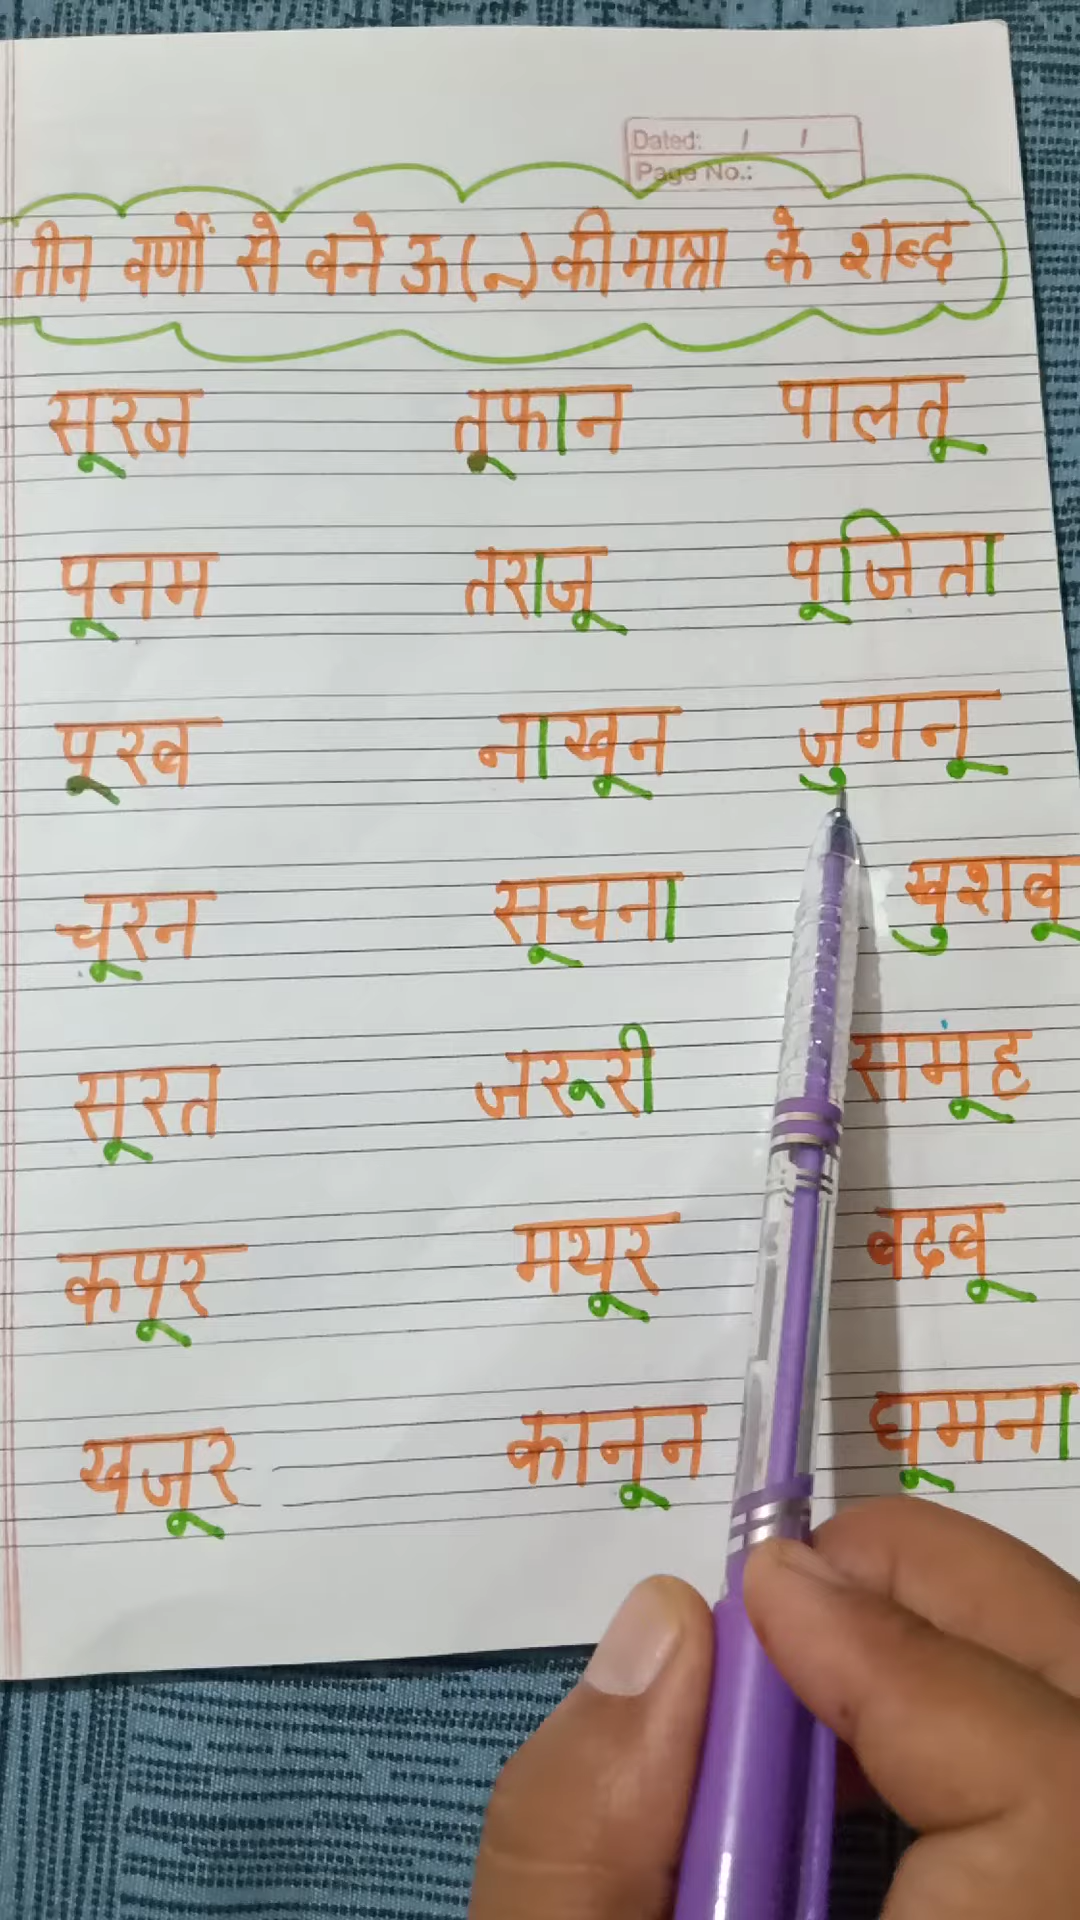 Dated: / /
Page No.:
तीन वर्णों से बने ऊ (ू) की मात्रा के शब्द
सूरज तूफान पालतू
पूनम तराजू पूजिता
पूरब नाखून जुगनू
चूरन सूचना खुशबू
सूरत जरूरी समूंह
कपूर मयूर बदबू
खजूर कानून घूमना